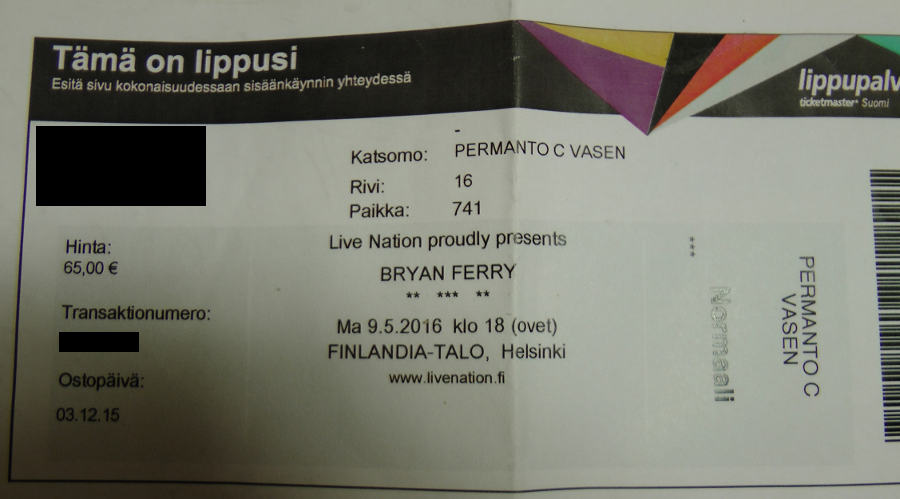 Tämä on lippusi
Esitä sivu kokonaisuudessaan sisäänkäynnin yhteydessä
lippupalv
ticketmaster® Suomi
-
Katsomo: PERMANTO C VASEN
Rivi: 16
Paikka: 741
Hinta:
65,00 €
Transaktionumero:
Ostopäivä:
03.12.15
Live Nation proudly presents
BRYAN FERRY
** *** **
Ma 9.5.2016 klo 18 (ovet)
FINLANDIA-TALO, Helsinki
www.livenation.fi
***
Normaali
PERMANTO C
VASEN